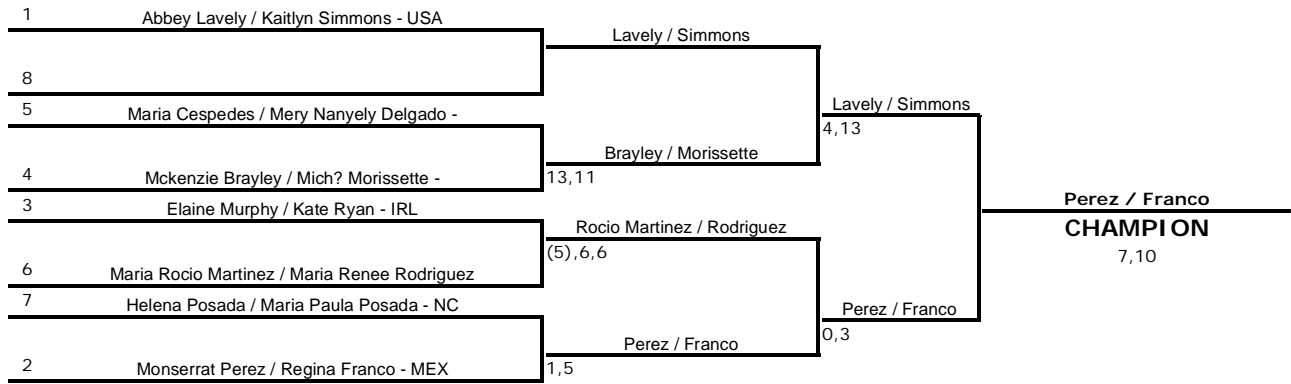 1 Abbey Lavely / Kaitlyn Simmons - USA
Lavely / Simmons
8
5 Maria Cespedes / Mery Nanyely Delgado -
Lavely / Simmons
4,13
Brayley / Morissette
4 Mckenzie Brayley / Mich? Morissette -
13,11
3 Elaine Murphy / Kate Ryan - IRL
Perez / Franco
CHAMPION
7,10
Rocio Martinez / Rodriguez
(5),6,6
6 Maria Rocio Martinez / Maria Renee Rodriguez
7 Helena Posada / Maria Paula Posada - NC
Perez / Franco
0,3
Perez / Franco
2 Monserrat Perez / Regina Franco - MEX
1,5